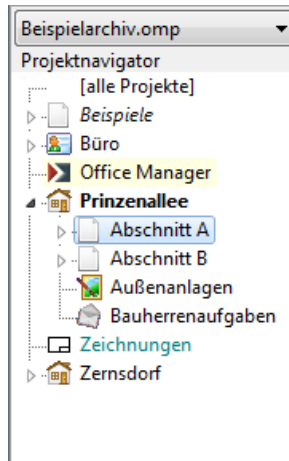 Beispielarchiv.omp
Projektnavigator
[alle Projekte]
Beispiele
Büro
Office Manager
Prinzenallee
Abschnitt A
Abschnitt B
Außenanlagen
Bauherrenaufgaben
Zeichnungen
Zernsdorf